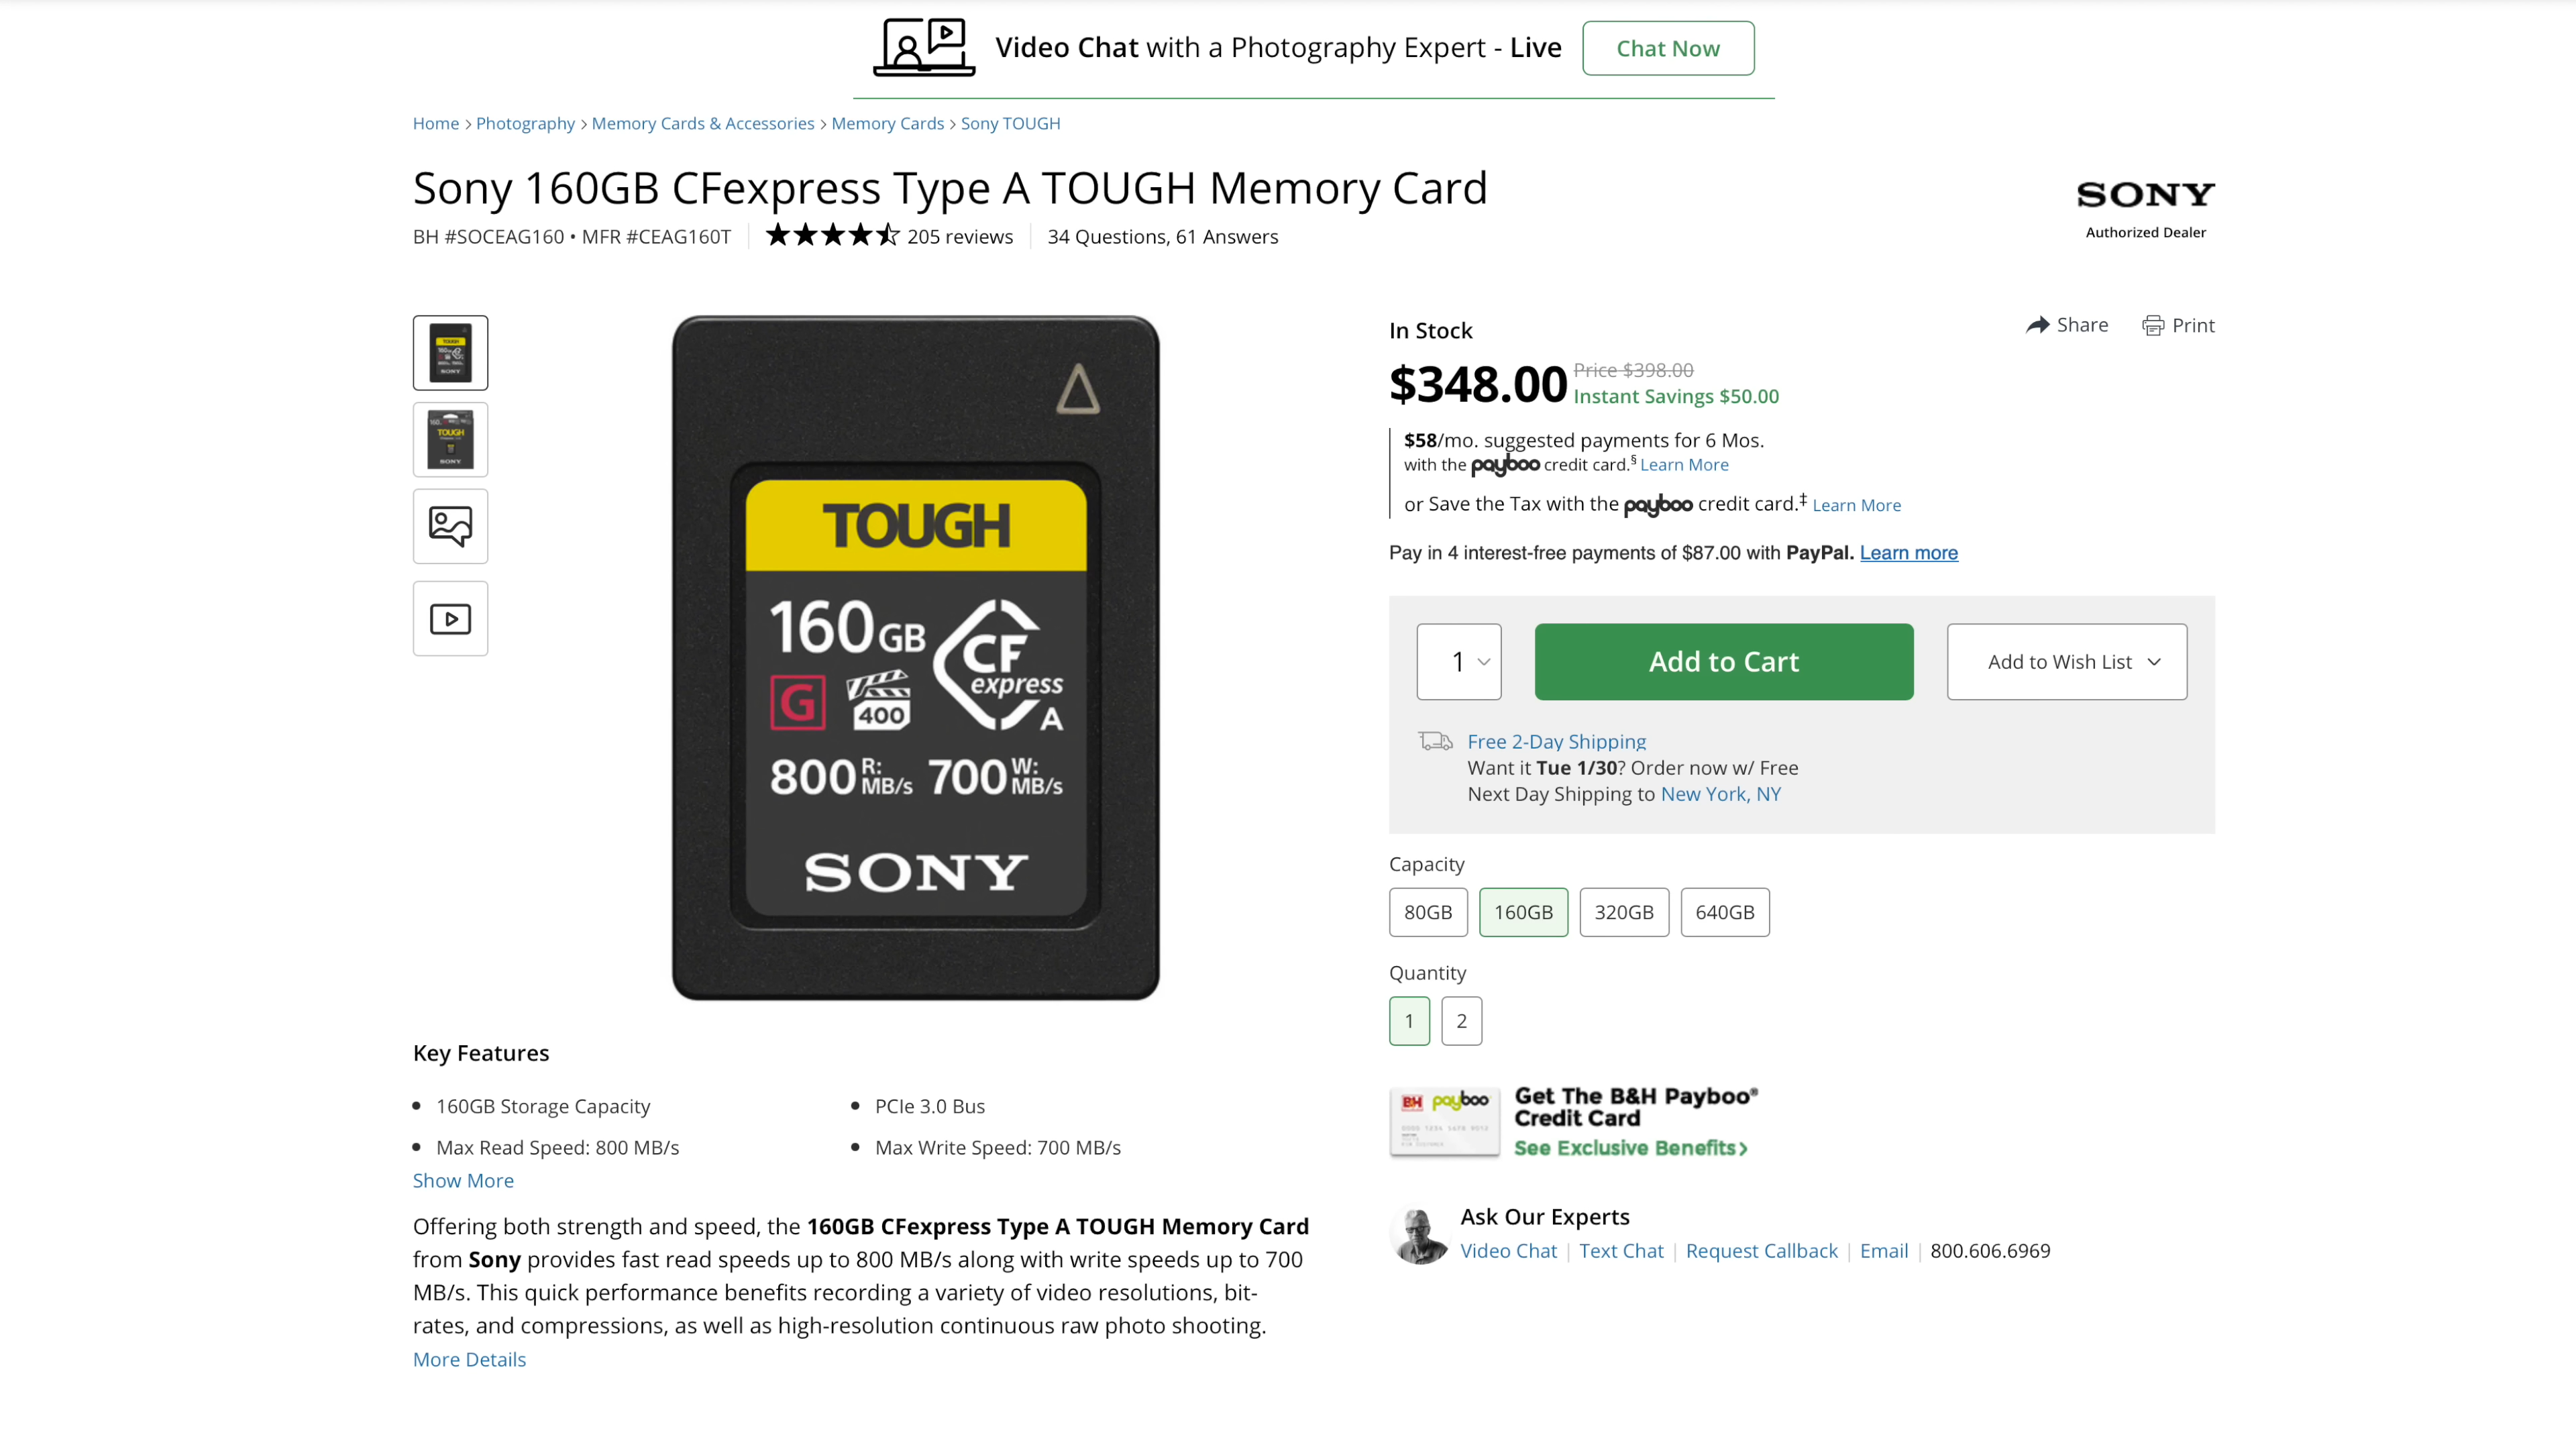 Video Chat with a Photography Expert - Live
Chat Now
Home > Photography > Memory Cards & Accessories > Memory Cards > Sony TOUGH
Sony 160GB CFexpress Type A TOUGH Memory Card
BH #SOCEAG160 • MFR #CEAG160T
205 reviews
34 Questions, 61 Answers
SONY
Authorized Dealer
TOUGH
160GB
CF
express
A
G
400
800 R: MB/s 700 W: MB/s
SONY
TOUGH
SONY
TOUGH
SONY
In Stock
Share
Print
$348.00
Price $398.00
Instant Savings $50.00
$58/mo. suggested payments for 6 Mos.
with the payboo credit card.§ Learn More
or Save the Tax with the payboo credit card.‡ Learn More
Pay in 4 interest-free payments of $87.00 with PayPal. Learn more
1
Add to Cart
Add to Wish List
Free 2-Day Shipping
Want it Tue 1/30? Order now w/ Free
Next Day Shipping to New York, NY
Capacity
80GB
160GB
320GB
640GB
Quantity
1
2
BH payboo
Get The B&H Payboo®
Credit Card
See Exclusive Benefits>
Ask Our Experts
Video Chat | Text Chat | Request Callback | Email | 800.606.6969
Key Features
• 160GB Storage Capacity
• PCIe 3.0 Bus
• Max Read Speed: 800 MB/s
• Max Write Speed: 700 MB/s
Show More
Offering both strength and speed, the 160GB CFexpress Type A TOUGH Memory Card
from Sony provides fast read speeds up to 800 MB/s along with write speeds up to 700
MB/s. This quick performance benefits recording a variety of video resolutions, bit-
rates, and compressions, as well as high-resolution continuous raw photo shooting.
More Details